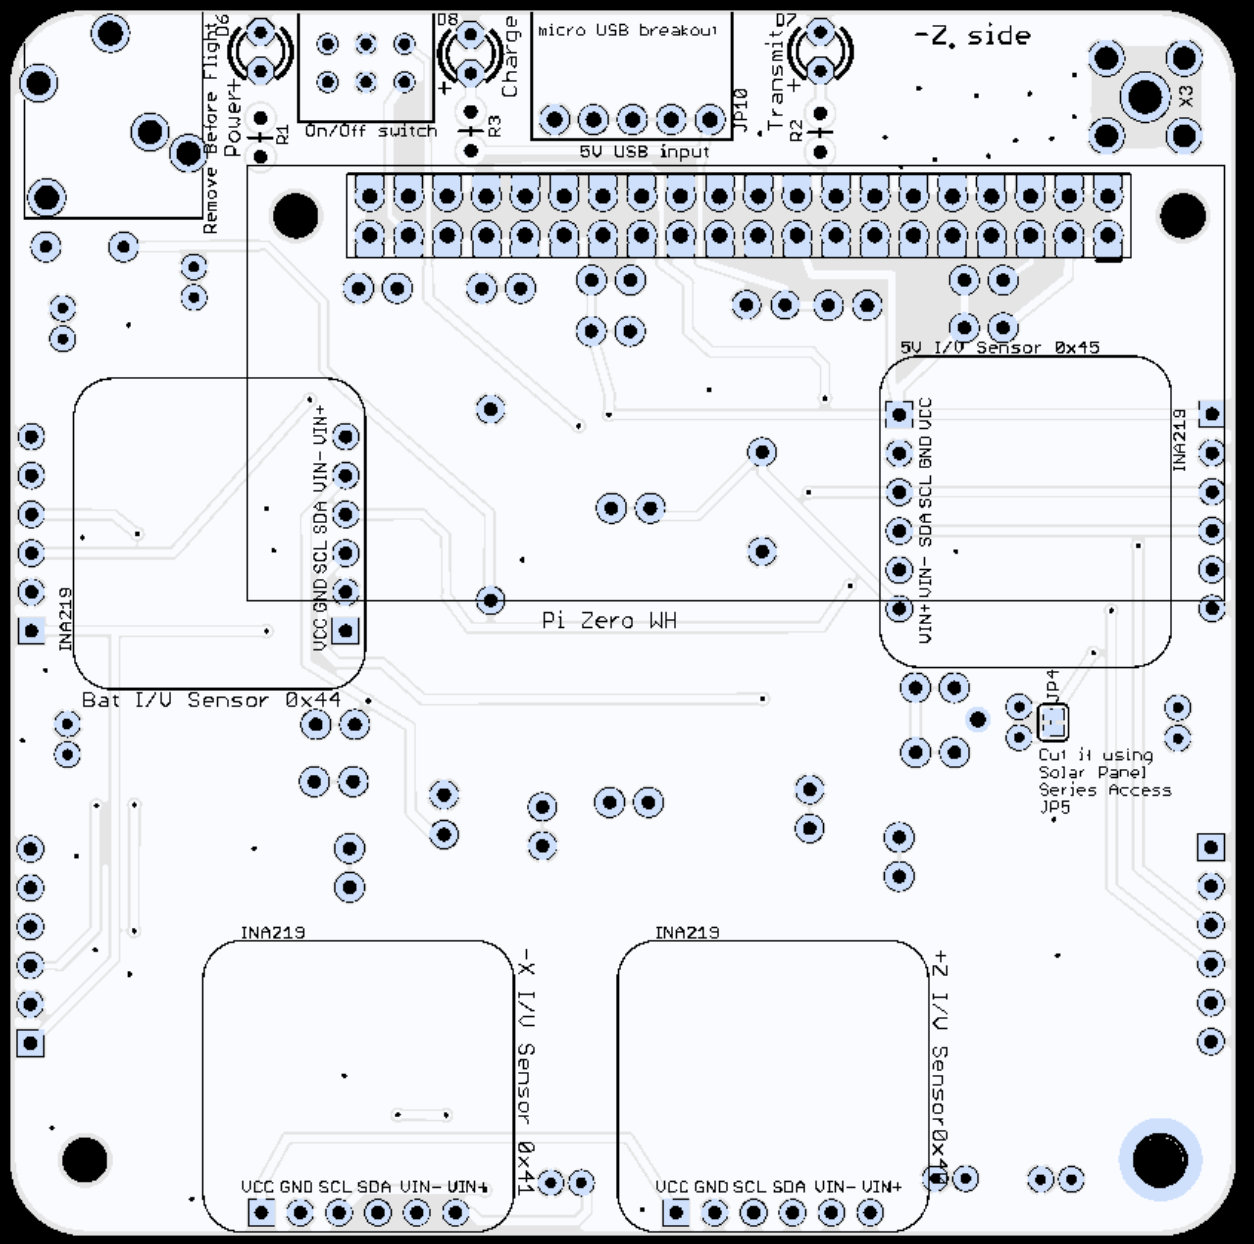 D6
D8
D7
-Z side
Remove Before Flight
Power
+
R1
On/Off switch
Charge
+
R3
micro USB breakout
JP10
5V USB input
Transmit
+
R2
X3
5V I/V Sensor 0x45
VCC
GND
SCL
SDA
VIN-
VIN+
INA219
VIN+
VIN-
SDA
SCL
GND
VCC
INA219
Bat I/V Sensor 0x44
Pi Zero WH
JP4
Cut if using
Solar Panel
Series Access
JP5
INA219
-X I/V Sensor 0x41
VCC GND SCL SDA VIN- VIN+
INA219
+Z I/V Sensor0x40
VCC GND SCL SDA VIN- VIN+